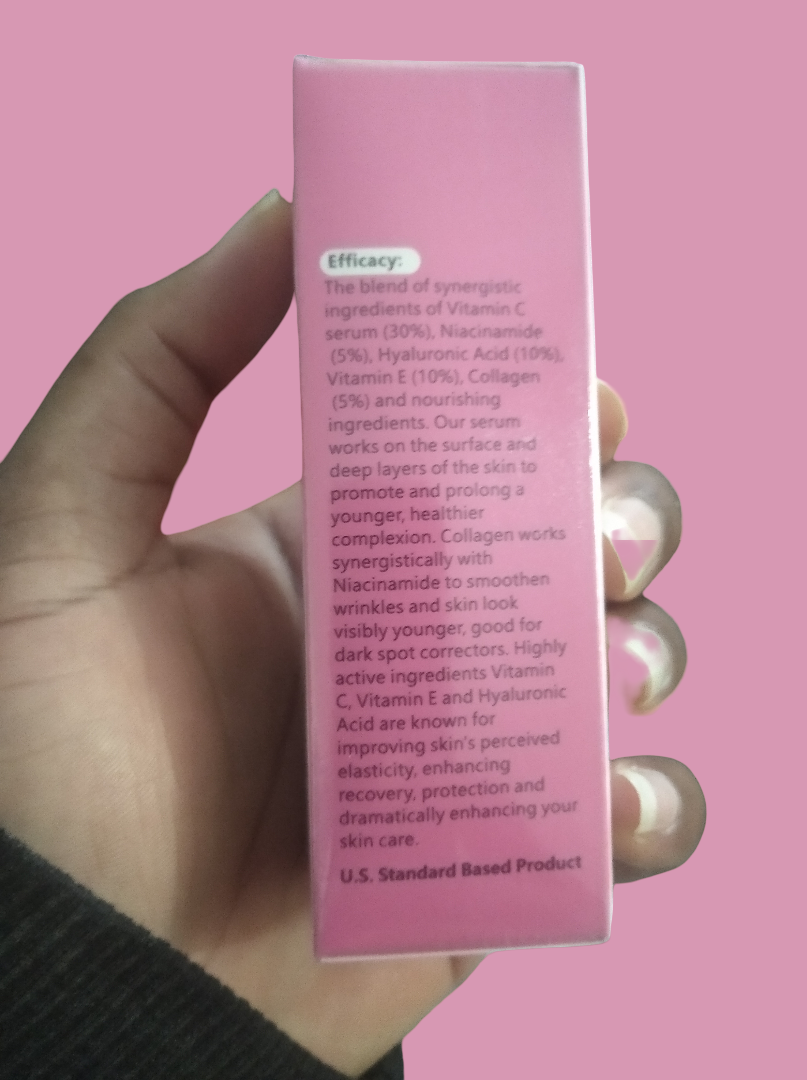 Efficacy:
The blend of synergistic
ingredients of Vitamin C
serum (30%), Niacinamide
(5%), Hyaluronic Acid (10%),
Vitamin E (10%), Collagen
(5%) and nourishing
ingredients. Our serum
works on the surface and
deep layers of the skin to
promote and prolong a
younger, healthier
complexion. Collagen works
synergistically with
Niacinamide to smoothen
wrinkles and skin look
visibly younger, good for
dark spot correctors. Highly
active ingredients Vitamin
C, Vitamin E and Hyaluronic
Acid are known for
improving skin's perceived
elasticity, enhancing
recovery, protection and
dramatically enhancing your
skin care.
U.S. Standard Based Product